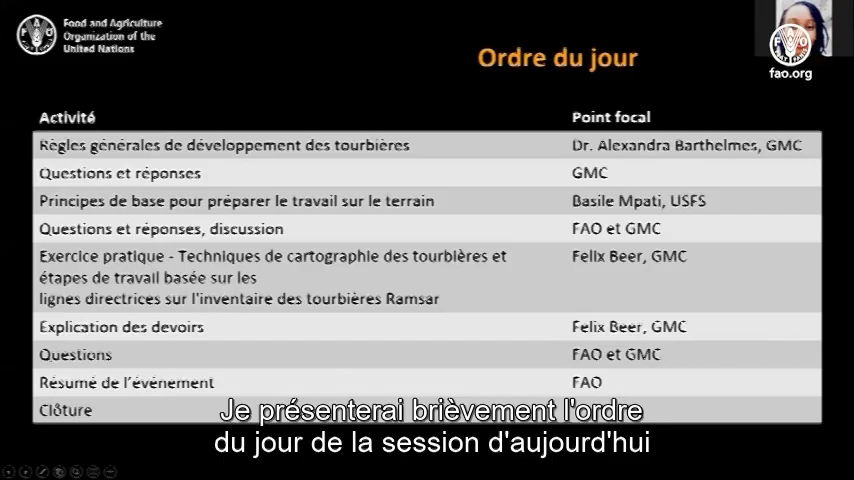 Food and Agriculture
Organization of the
United Nations
fao.org
Ordre du jour
Activité Point focal
Règles générales de développement des tourbières Dr. Alexandra Barthelmes, GMC
Questions et réponses GMC
Principes de base pour préparer le travail sur le terrain Basile Mpati, USFS
Questions et réponses, discussion FAO et GMC
Exercice pratique - Techniques de cartographie des tourbières et Felix Beer, GMC
étapes de travail basée sur les
lignes directrices sur l'inventaire des tourbières Ramsar
Explication des devoirs Felix Beer, GMC
Questions FAO et GMC
Résumé de l'événement FAO
Clôture
Je présenterai brièvement l'ordre
du jour de la session d'aujourd'hui